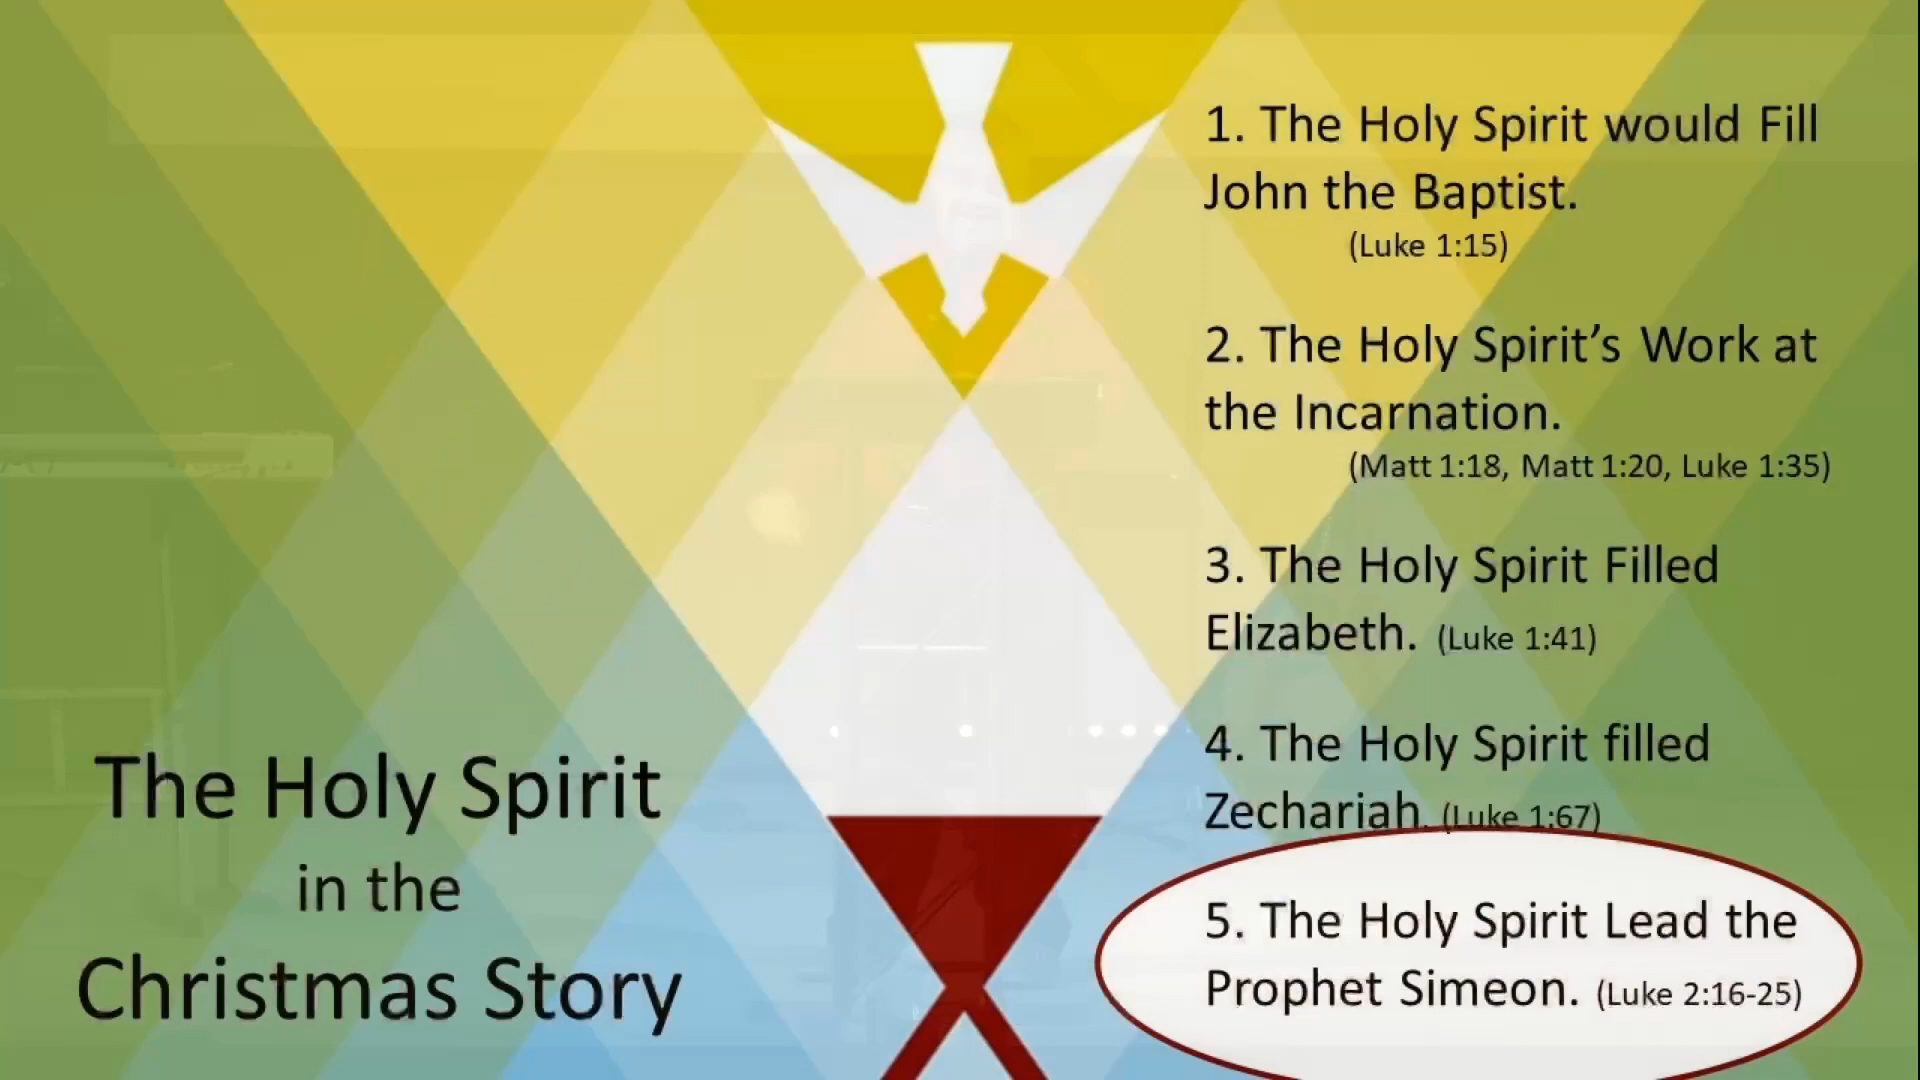 The Holy Spirit
in the
Christmas Story
1. The Holy Spirit would Fill
John the Baptist.
(Luke 1:15)
2. The Holy Spirit’s Work at
the Incarnation.
(Matt 1:18, Matt 1:20, Luke 1:35)
3. The Holy Spirit Filled
Elizabeth. (Luke 1:41)
4. The Holy Spirit filled
Zechariah. (Luke 1:67)
5. The Holy Spirit Lead the
Prophet Simeon. (Luke 2:16-25)